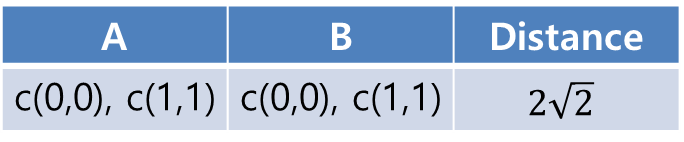 A B Distance
c(0,0), c(1,1) c(0,0), c(1,1) 2√2